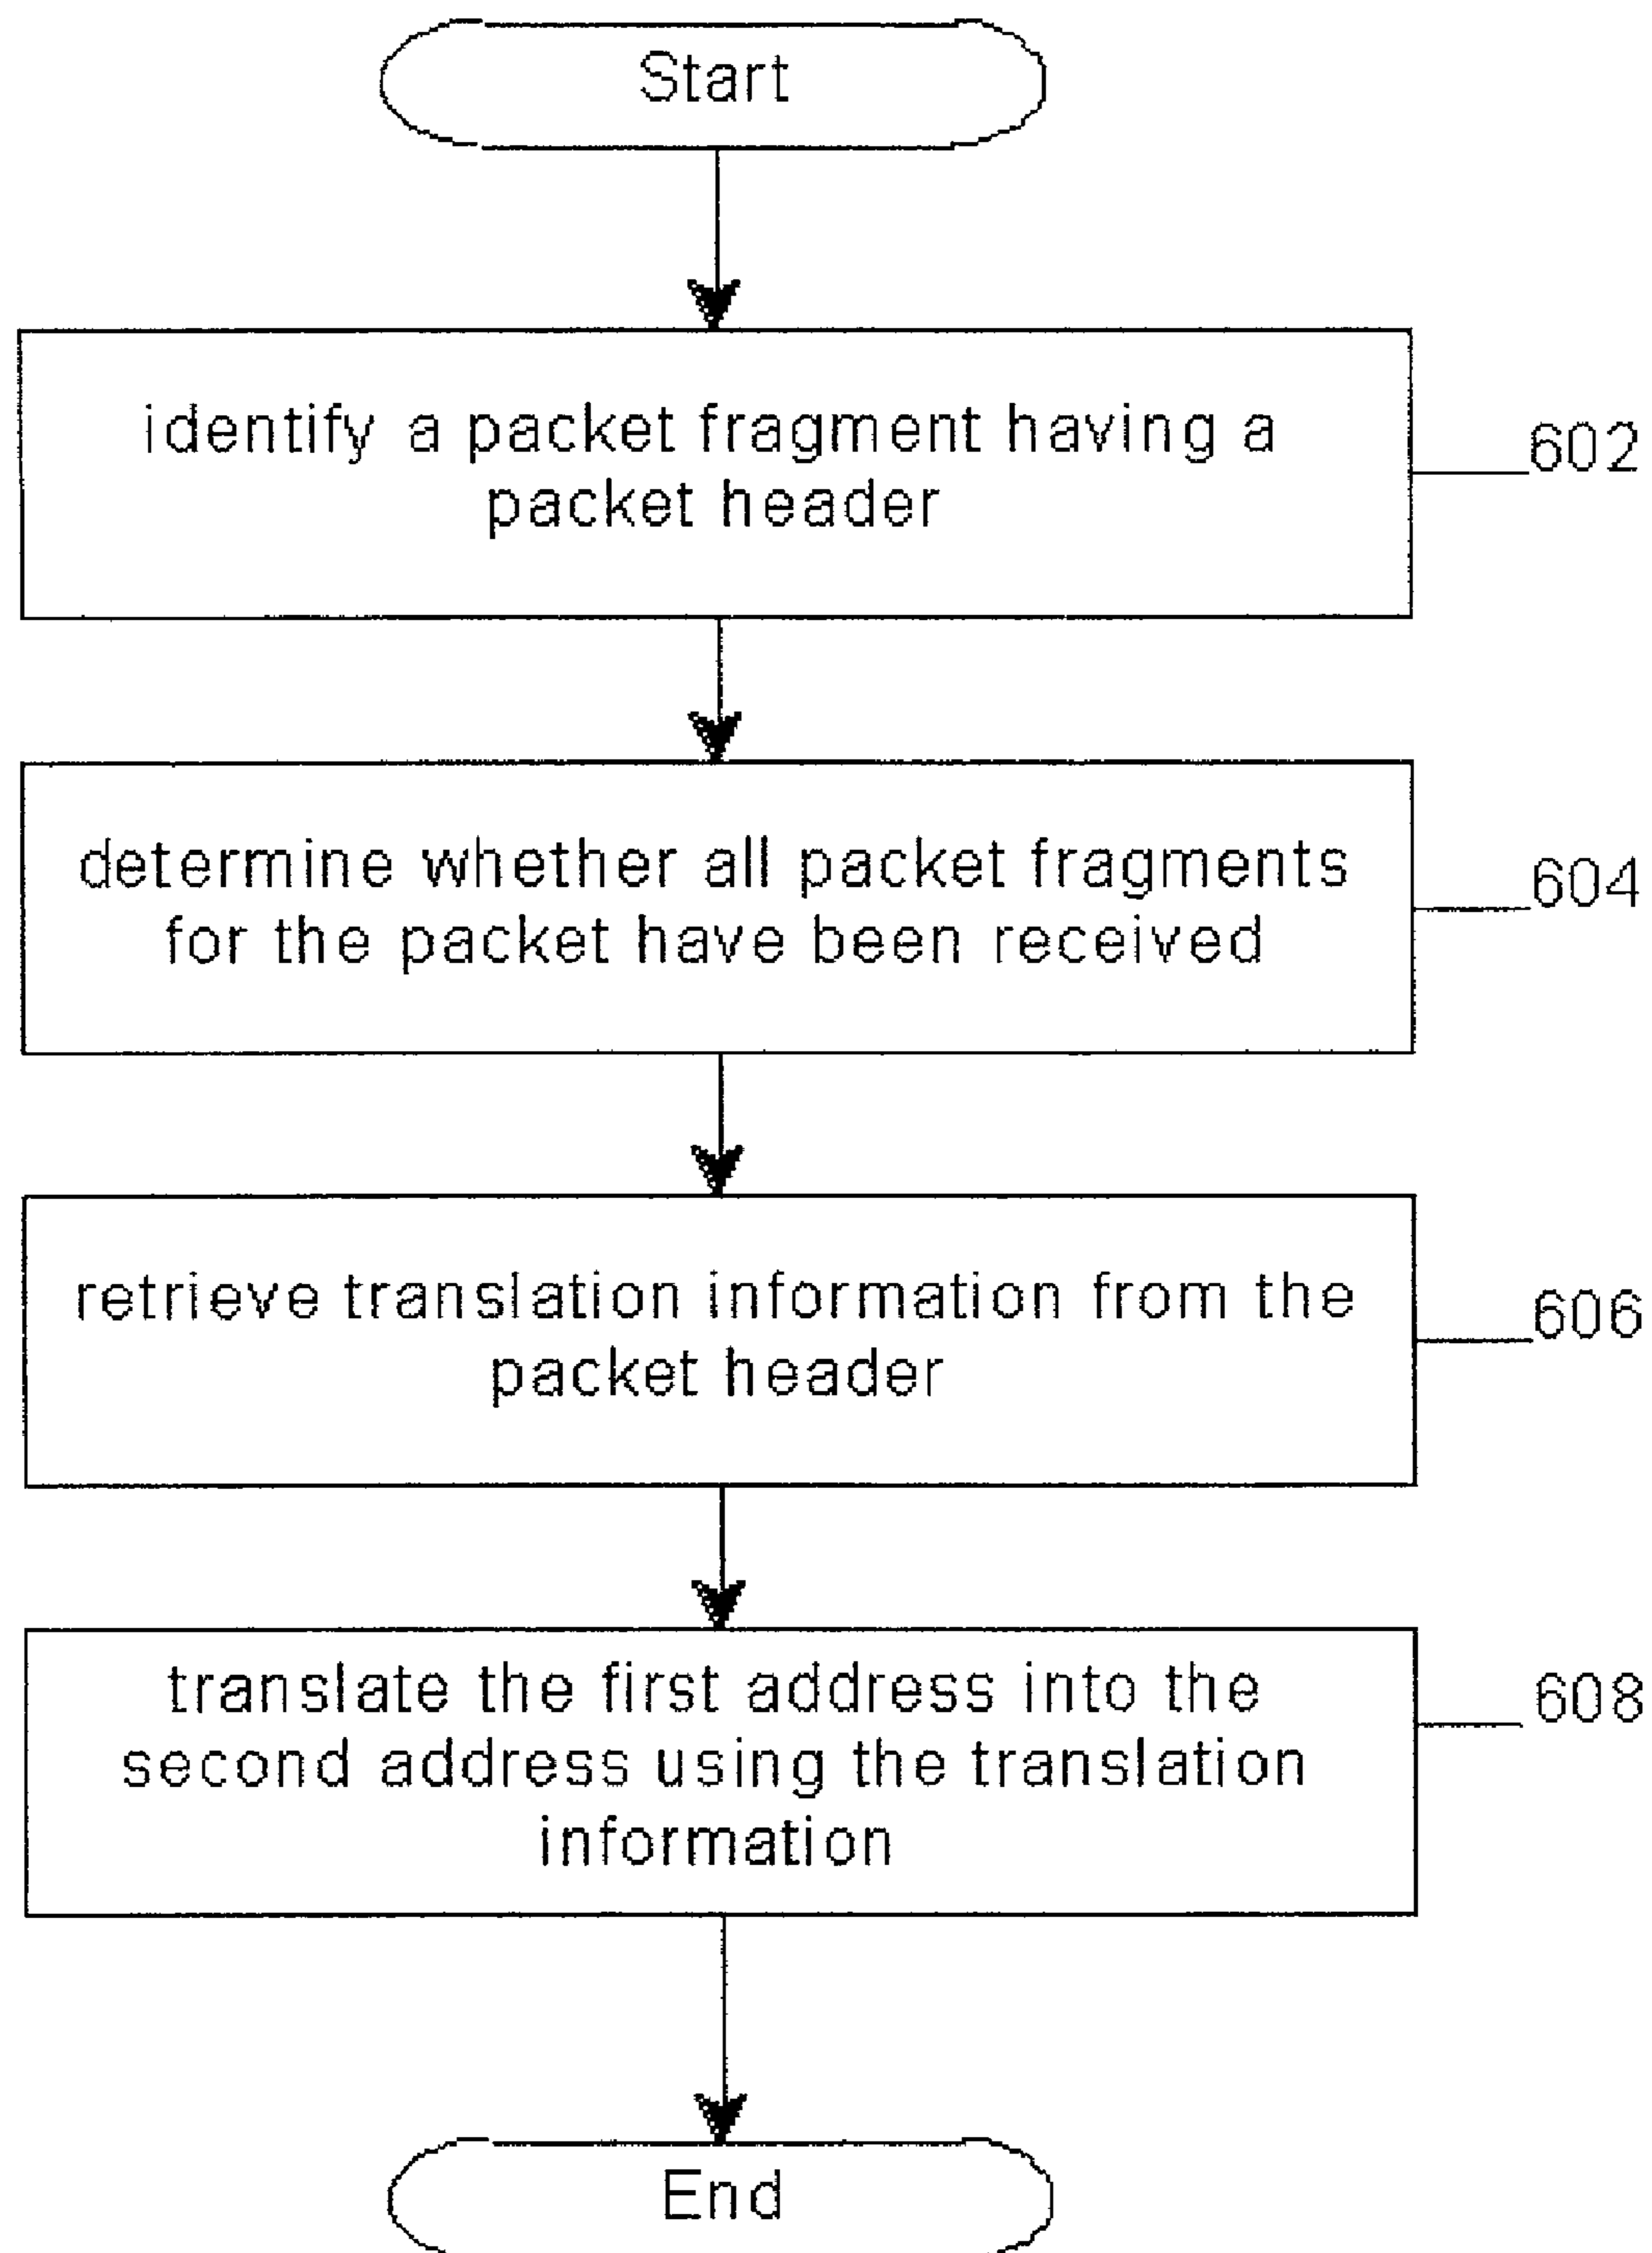 Start
identify a packet fragment having a
packet header
602
determine whether all packet fragments
for the packet have been received
604
retrieve translation information from the
packet header
606
translate the first address into the
second address using the translation
information
608
End